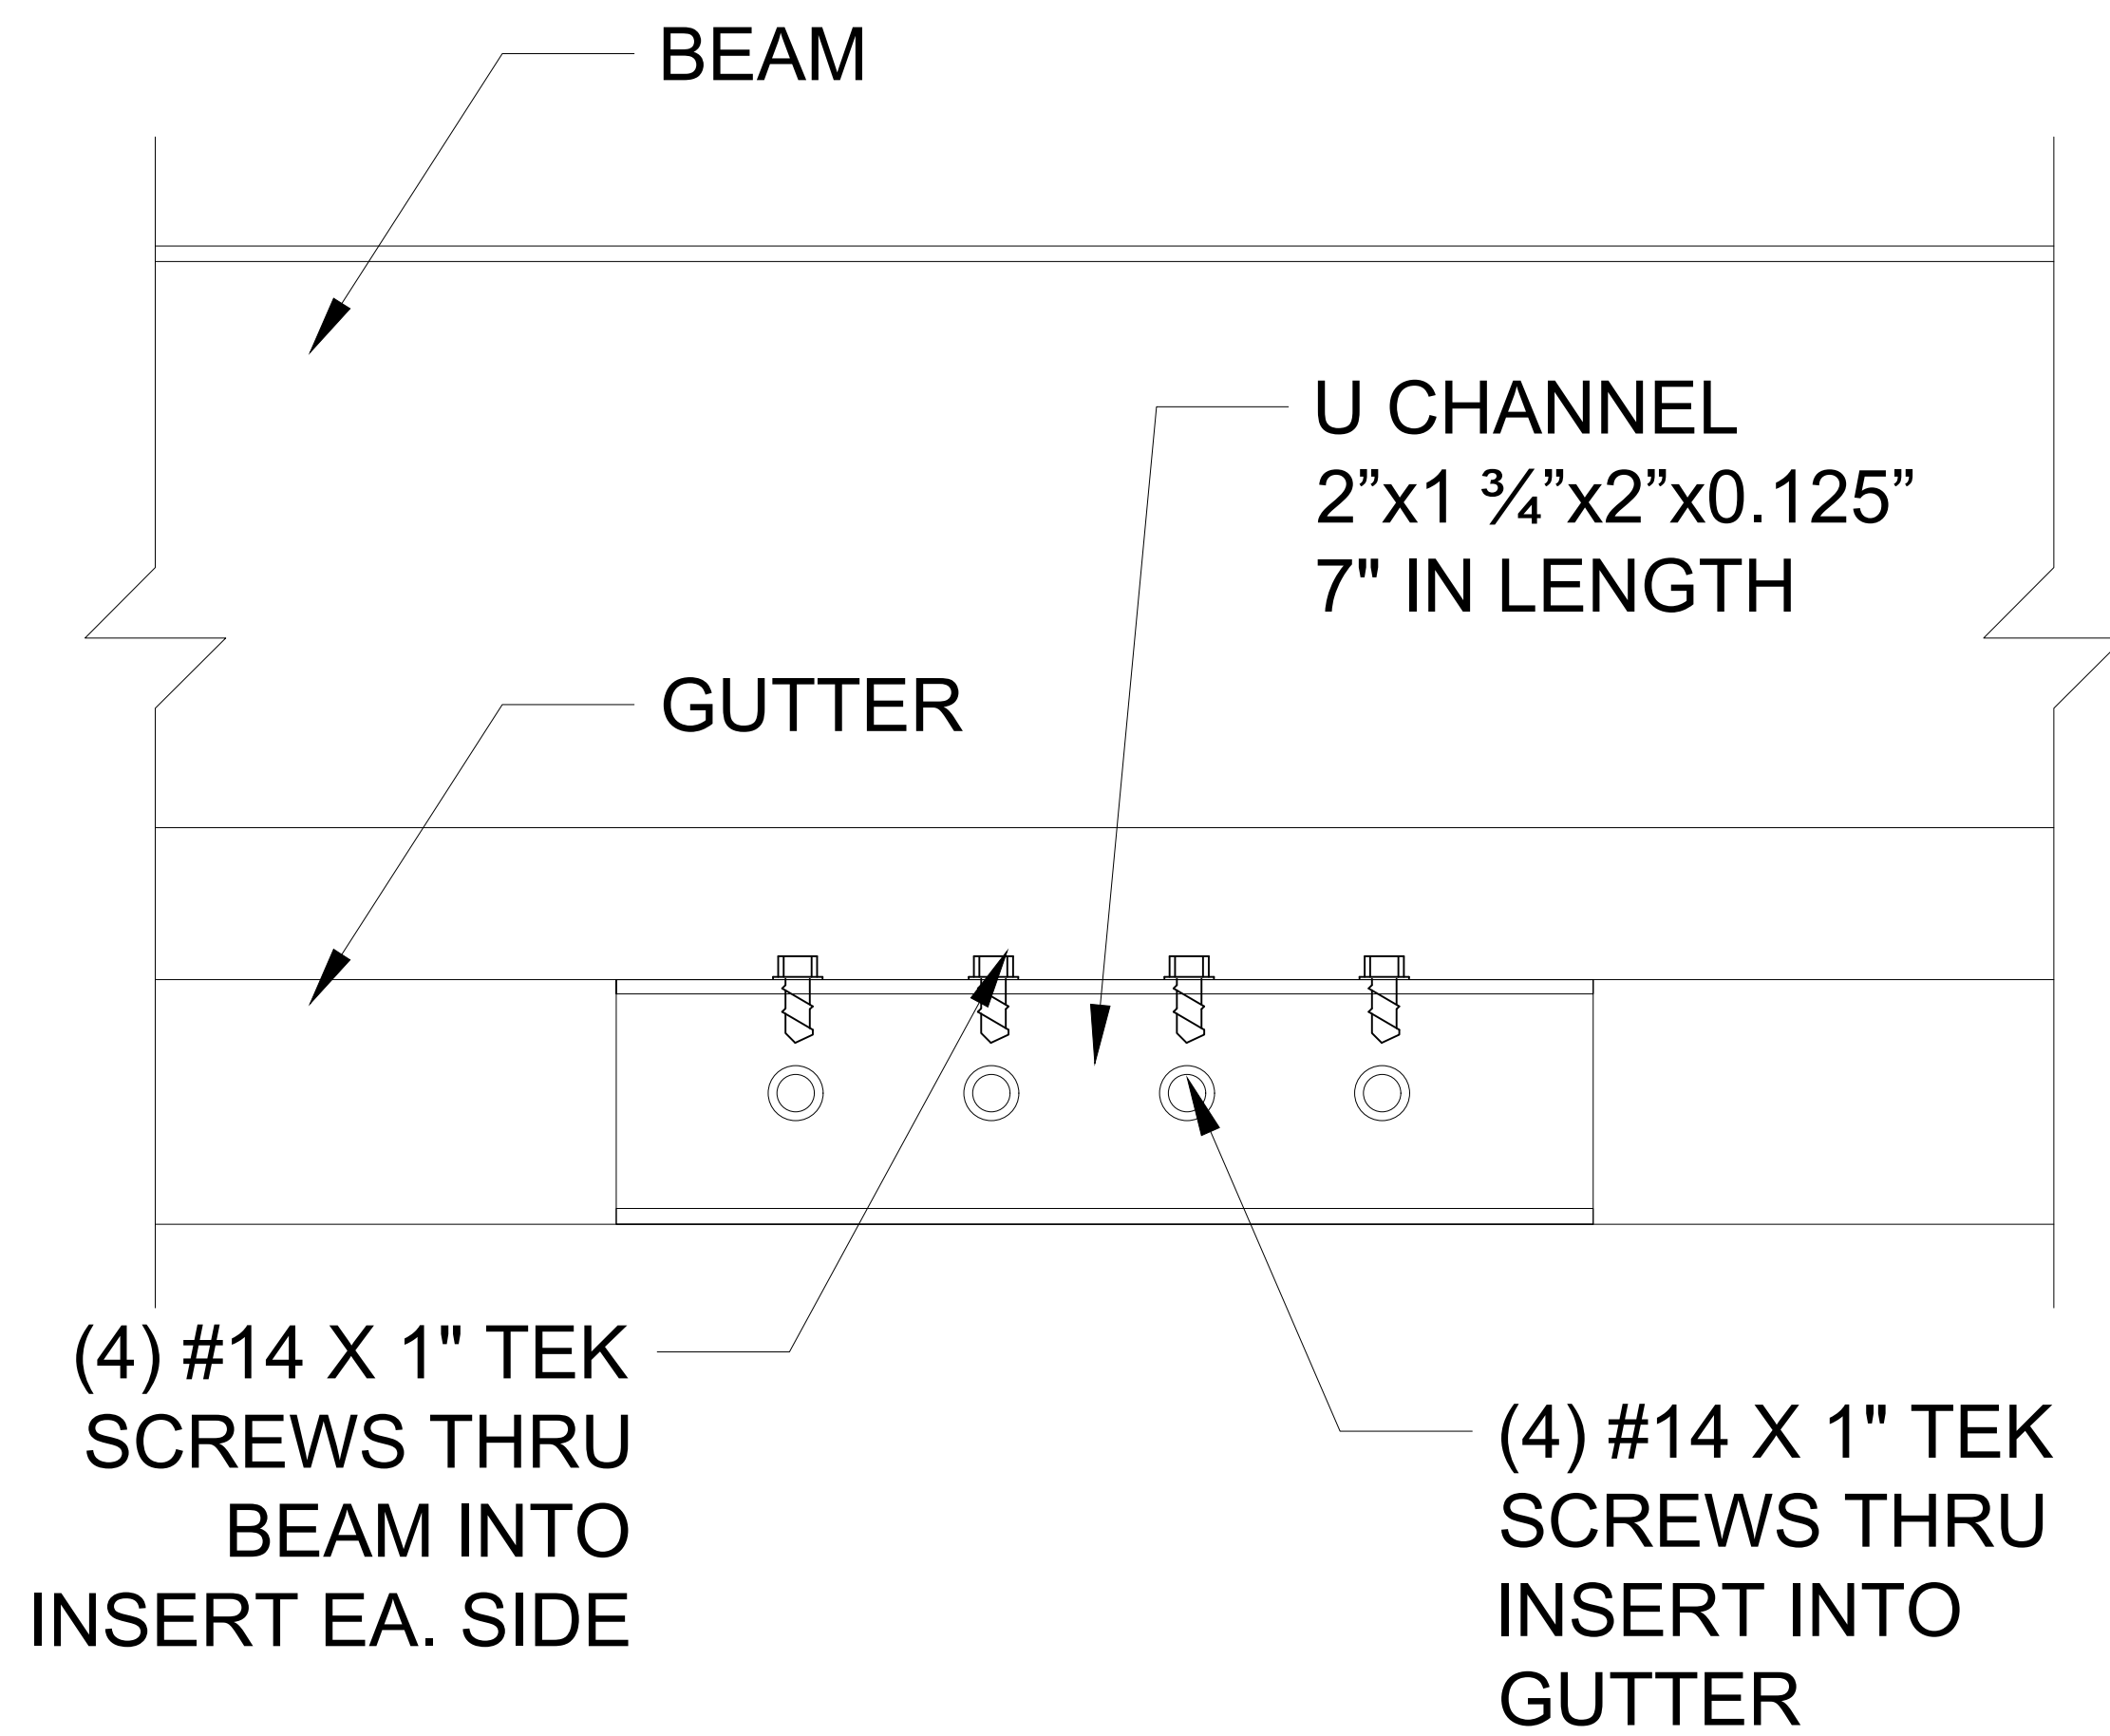 BEAM
U CHANNEL
2”x1 ¾”x2”x0.125”
7" IN LENGTH
GUTTER
(4) #14 X 1" TEK
SCREWS THRU
BEAM INTO
INSERT EA. SIDE
(4) #14 X 1" TEK
SCREWS THRU
INSERT INTO
GUTTER